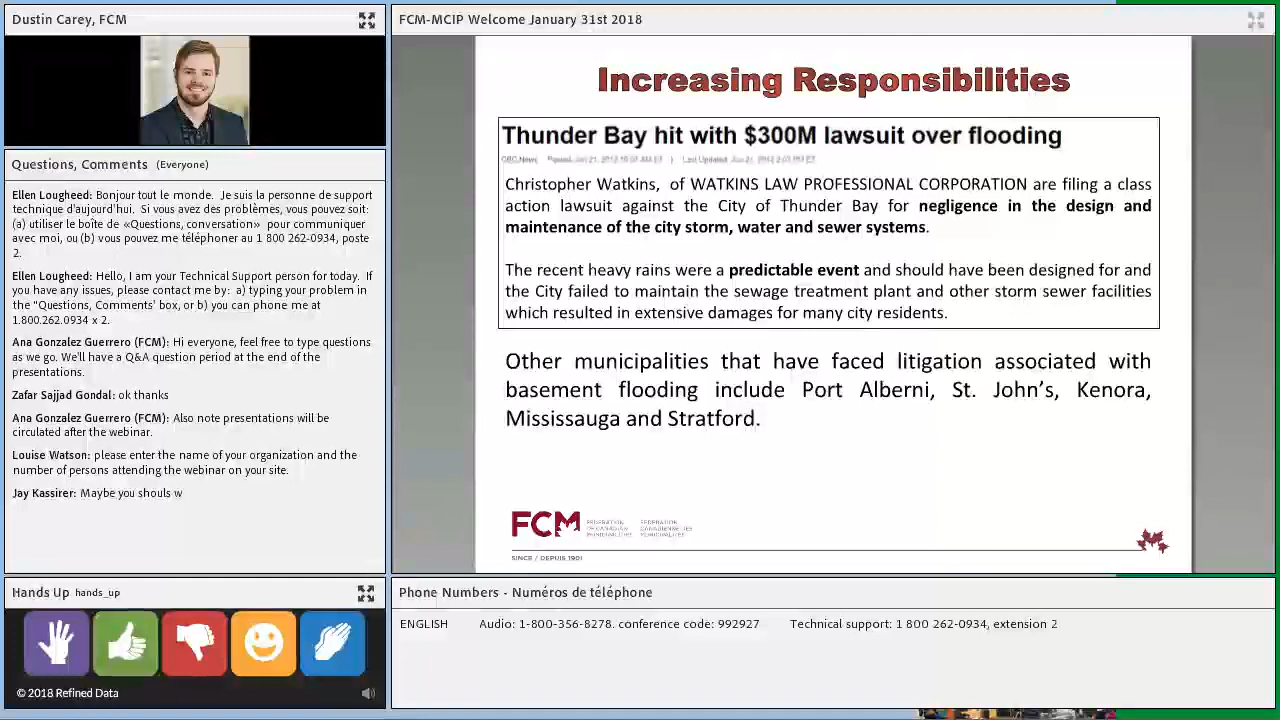 Dustin Carey, FCM
Questions, Comments (Everyone)
Ellen Lougheed: Bonjour tout le monde. Je suis la personne de support
technique d'aujourd'hui. Si vous avez des problèmes, vous pouvez soit:
(a) utiliser le boîte de «Questions, conversation» pour communiquer
avec moi, ou (b) vous pouvez me téléphoner au 1 800 262-0934, poste
2.
Ellen Lougheed: Hello, I am your Technical Support person for today. If
you have any issues, please contact me by: a) typing your problem in
the "Questions, Comments' box, or b) you can phone me at
1.800.262.0934 x 2.
Ana Gonzalez Guerrero (FCM): Hi everyone, feel free to type questions
as we go. We'll have a Q&A question period at the end of the
presentations.
Zafar Sajjad Gondal: ok thanks
Ana Gonzalez Guerrero (FCM): Also note presentations will be
circulated after the webinar.
Louise Watson: please enter the name of your organization and the
number of persons attending the webinar on your site.
Jay Kassirer: Maybe you shouls w
Hands Up hands_up
© 2018 Refined Data
FCM-MCIP Welcome January 31st 2018
Increasing Responsibilities
Thunder Bay hit with $300M lawsuit over flooding
CBC News
Christopher Watkins, of WATKINS LAW PROFESSIONAL CORPORATION are filing a class
action lawsuit against the City of Thunder Bay for negligence in the design and
maintenance of the city storm, water and sewer systems.
The recent heavy rains were a predictable event and should have been designed for and
the City failed to maintain the sewage treatment plant and other storm sewer facilities
which resulted in extensive damages for many city residents.
Other municipalities that have faced litigation associated with
basement flooding include Port Alberni, St. John's, Kenora,
Mississauga and Stratford.
FCM
FEDERATION
OF CANADIAN
MUNICIPALITIES
FÉDÉRATION
CANADIENNE DES
MUNICIPALITÉS
SINCE / DEPUIS 1901
Phone Numbers - Numéros de téléphone
ENGLISH Audio: 1-800-356-8278. conference code: 992927 Technical support: 1 800 262-0934, extension 2